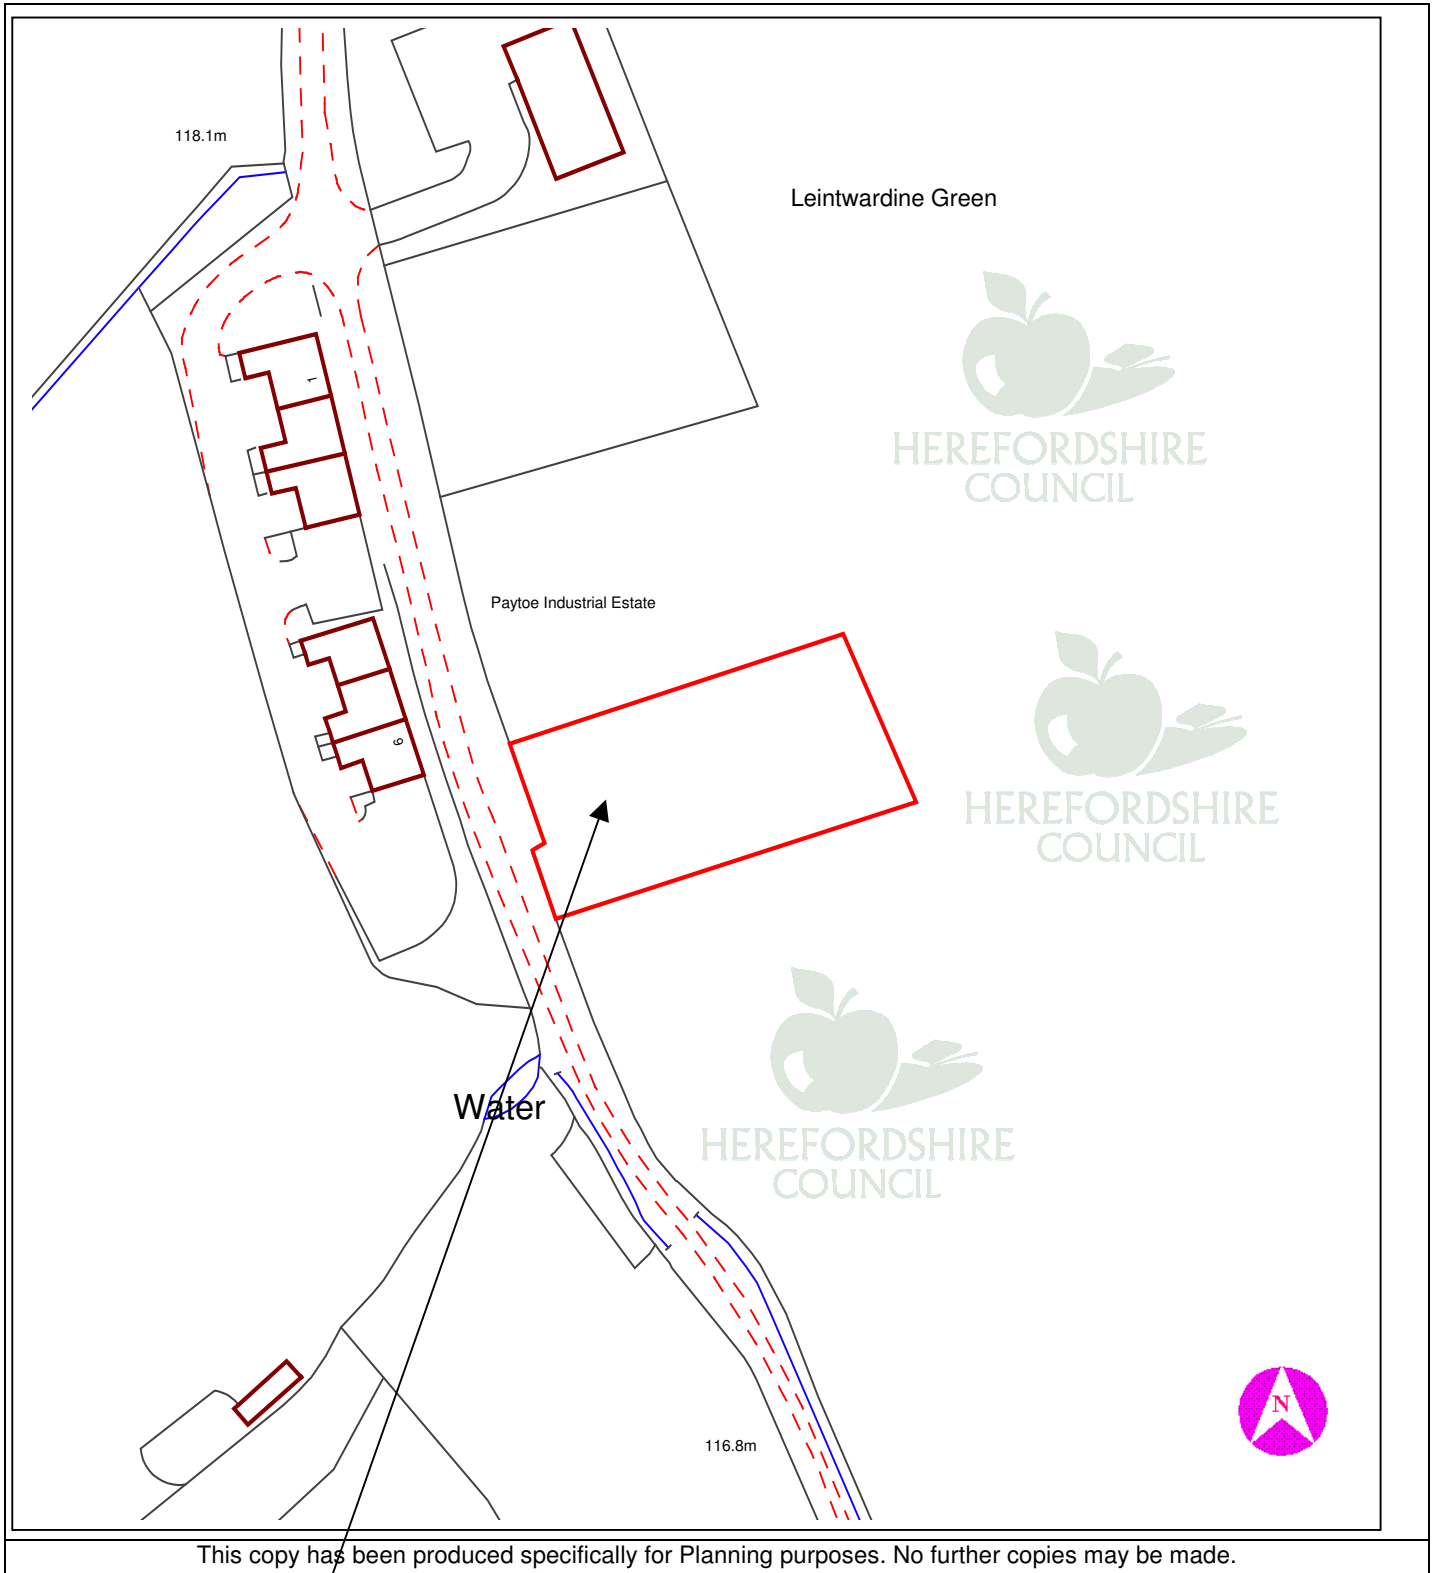 118.1m
Leintwardine Green
HEREFORDSHIRE
COUNCIL
1
Paytoe Industrial Estate
HEREFORDSHIRE
COUNCIL
6
HEREFORDSHIRE
COUNCIL
Water
N
116.8m
This copy has been produced specifically for Planning purposes. No further copies may be made.